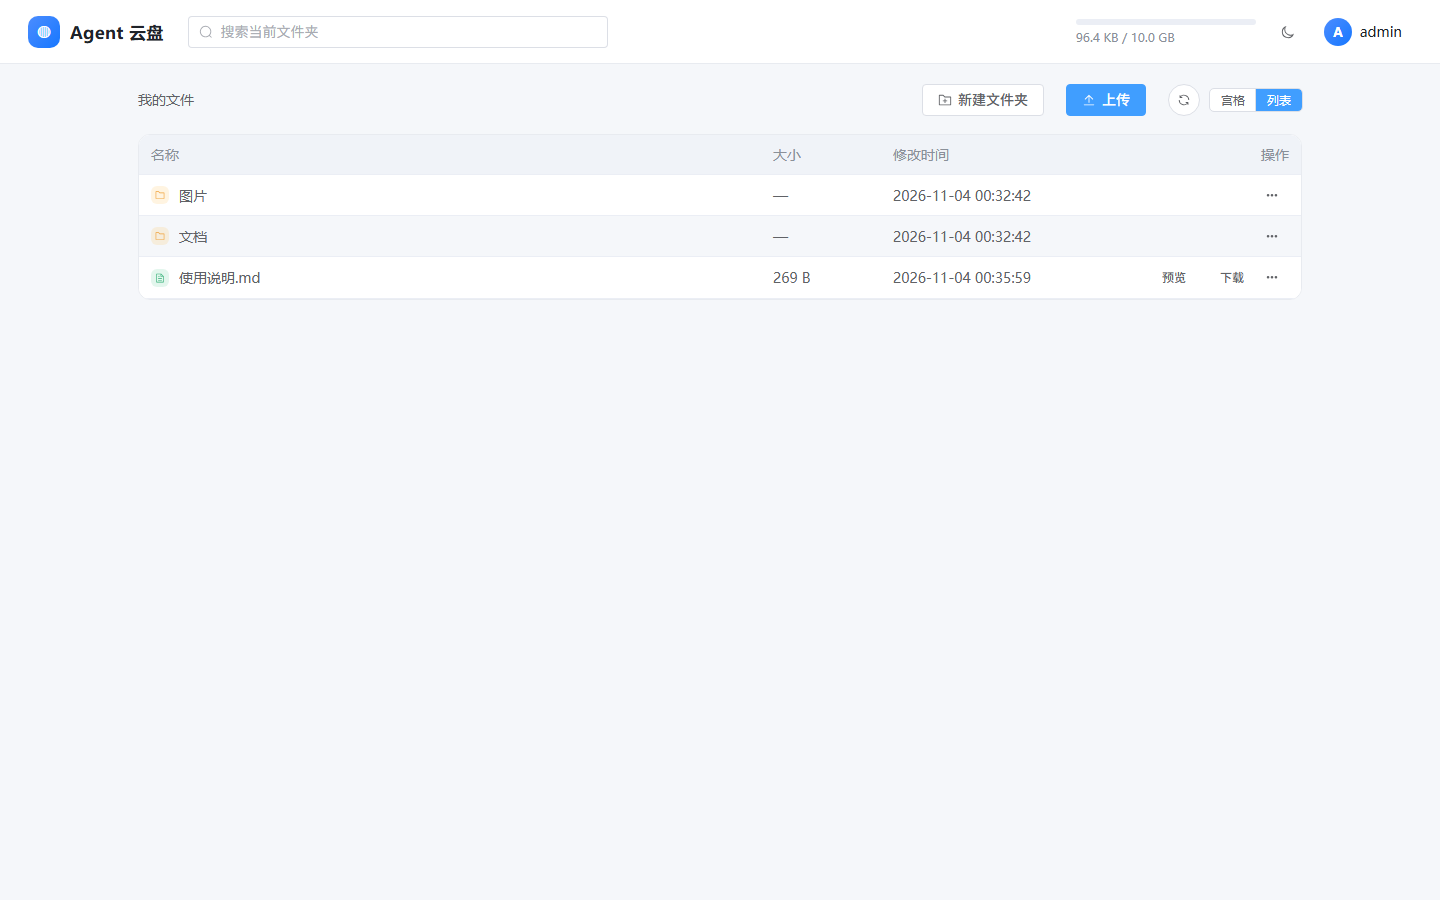 Agent 云盘
搜索当前文件夹
96.4 KB / 10.0 GB
A admin
我的文件
新建文件夹
上传
宫格 列表
名称 大小 修改时间 操作
图片 — 2026-11-04 00:32:42
文档 — 2026-11-04 00:32:42
使用说明.md 269 B 2026-11-04 00:35:59 预览 下载